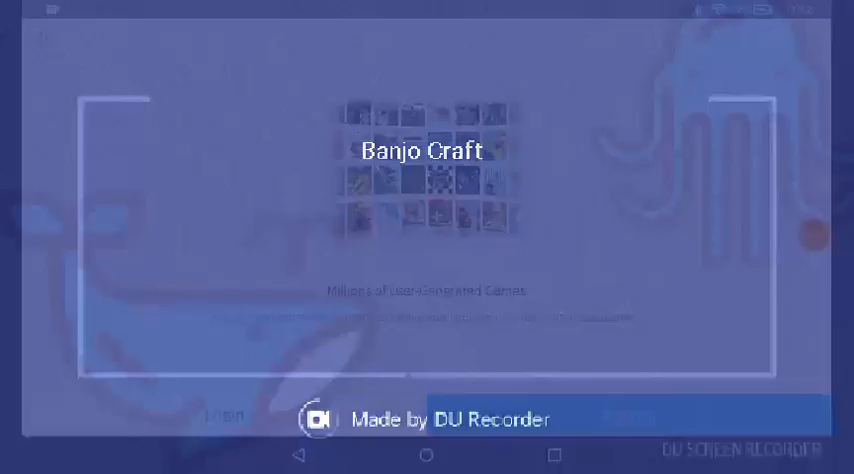 Banjo Craft
Millions of User-Generated Games
Login
Made by DU Recorder
DU SCREEN RECORDER